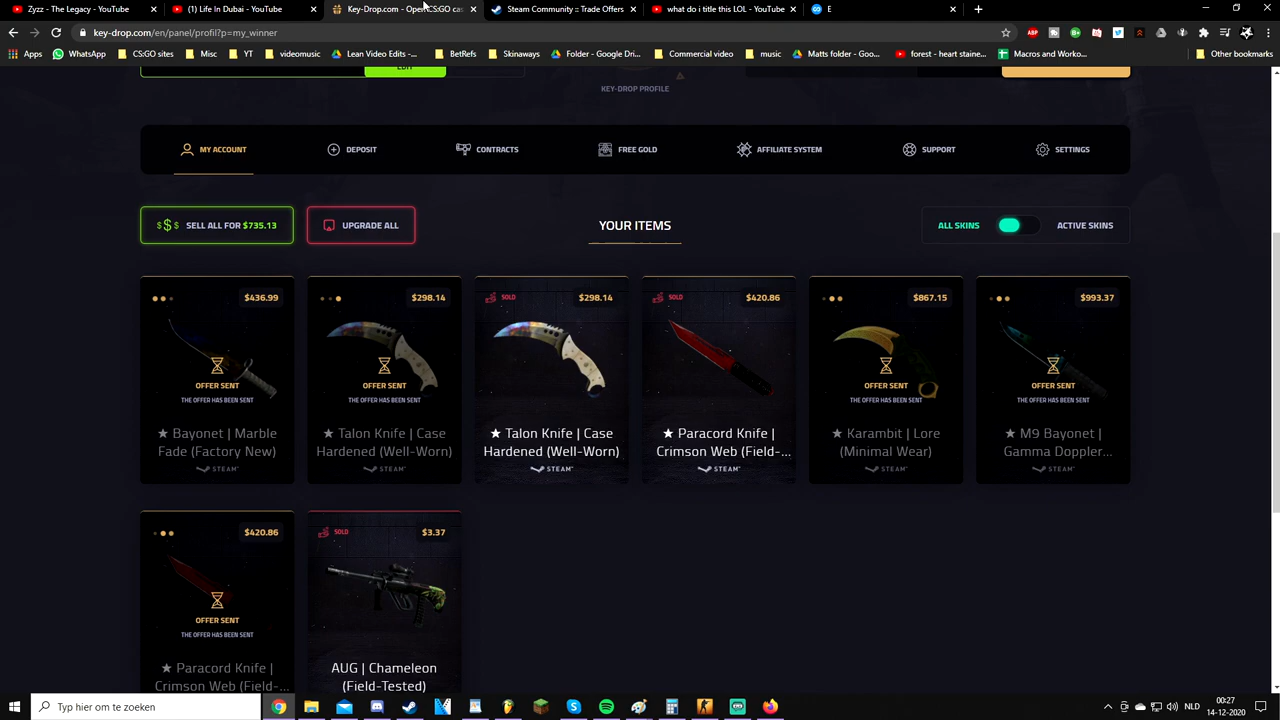 Zyzz - The Legacy - YouTube
(1) Life In Dubai - YouTube
Key-Drop.com - Open CSGO cas
Steam Community :: Trade Offers
what do i title this LOL - YouTube
E
key-drop.com/en/panel/profil?p=my_winner
Apps
WhatsApp
CSGO sites
Misc
YT
videomusic
Lean Video Edits -...
BetRefs
Skinaways
Folder - Google Driv...
Commercial video
music
Matts folder - Goo...
forest - heart staine...
Macros and Worko...
Other bookmarks
EDIT
KEY-DROP PROFILE
MY ACCOUNT
DEPOSIT
CONTRACTS
FREE GOLD
AFFILIATE SYSTEM
SUPPORT
SETTINGS
$$$ SELL ALL FOR $735.13
UPGRADE ALL
YOUR ITEMS
ALL SKINS
ACTIVE SKINS
$436.99
OFFER SENT
THE OFFER HAS BEEN SENT
★ Bayonet | Marble
Fade (Factory New)
STEAM
$298.14
OFFER SENT
THE OFFER HAS BEEN SENT
★ Talon Knife | Case
Hardened (Well-Worn)
STEAM
SOLD
$298.14
★ Talon Knife | Case
Hardened (Well-Worn)
STEAM
SOLD
$420.86
★ Paracord Knife |
Crimson Web (Field-...
STEAM
$867.15
OFFER SENT
THE OFFER HAS BEEN SENT
★ Karambit | Lore
(Minimal Wear)
STEAM
$993.37
OFFER SENT
THE OFFER HAS BEEN SENT
★ M9 Bayonet |
Gamma Doppler...
STEAM
$420.86
OFFER SENT
THE OFFER HAS BEEN SENT
★ Paracord Knife |
Crimson Web (Field-...
SOLD
$3.37
AUG | Chameleon
(Field-Tested)
Typ hier om te zoeken
NLD
00:27
14-12-2020